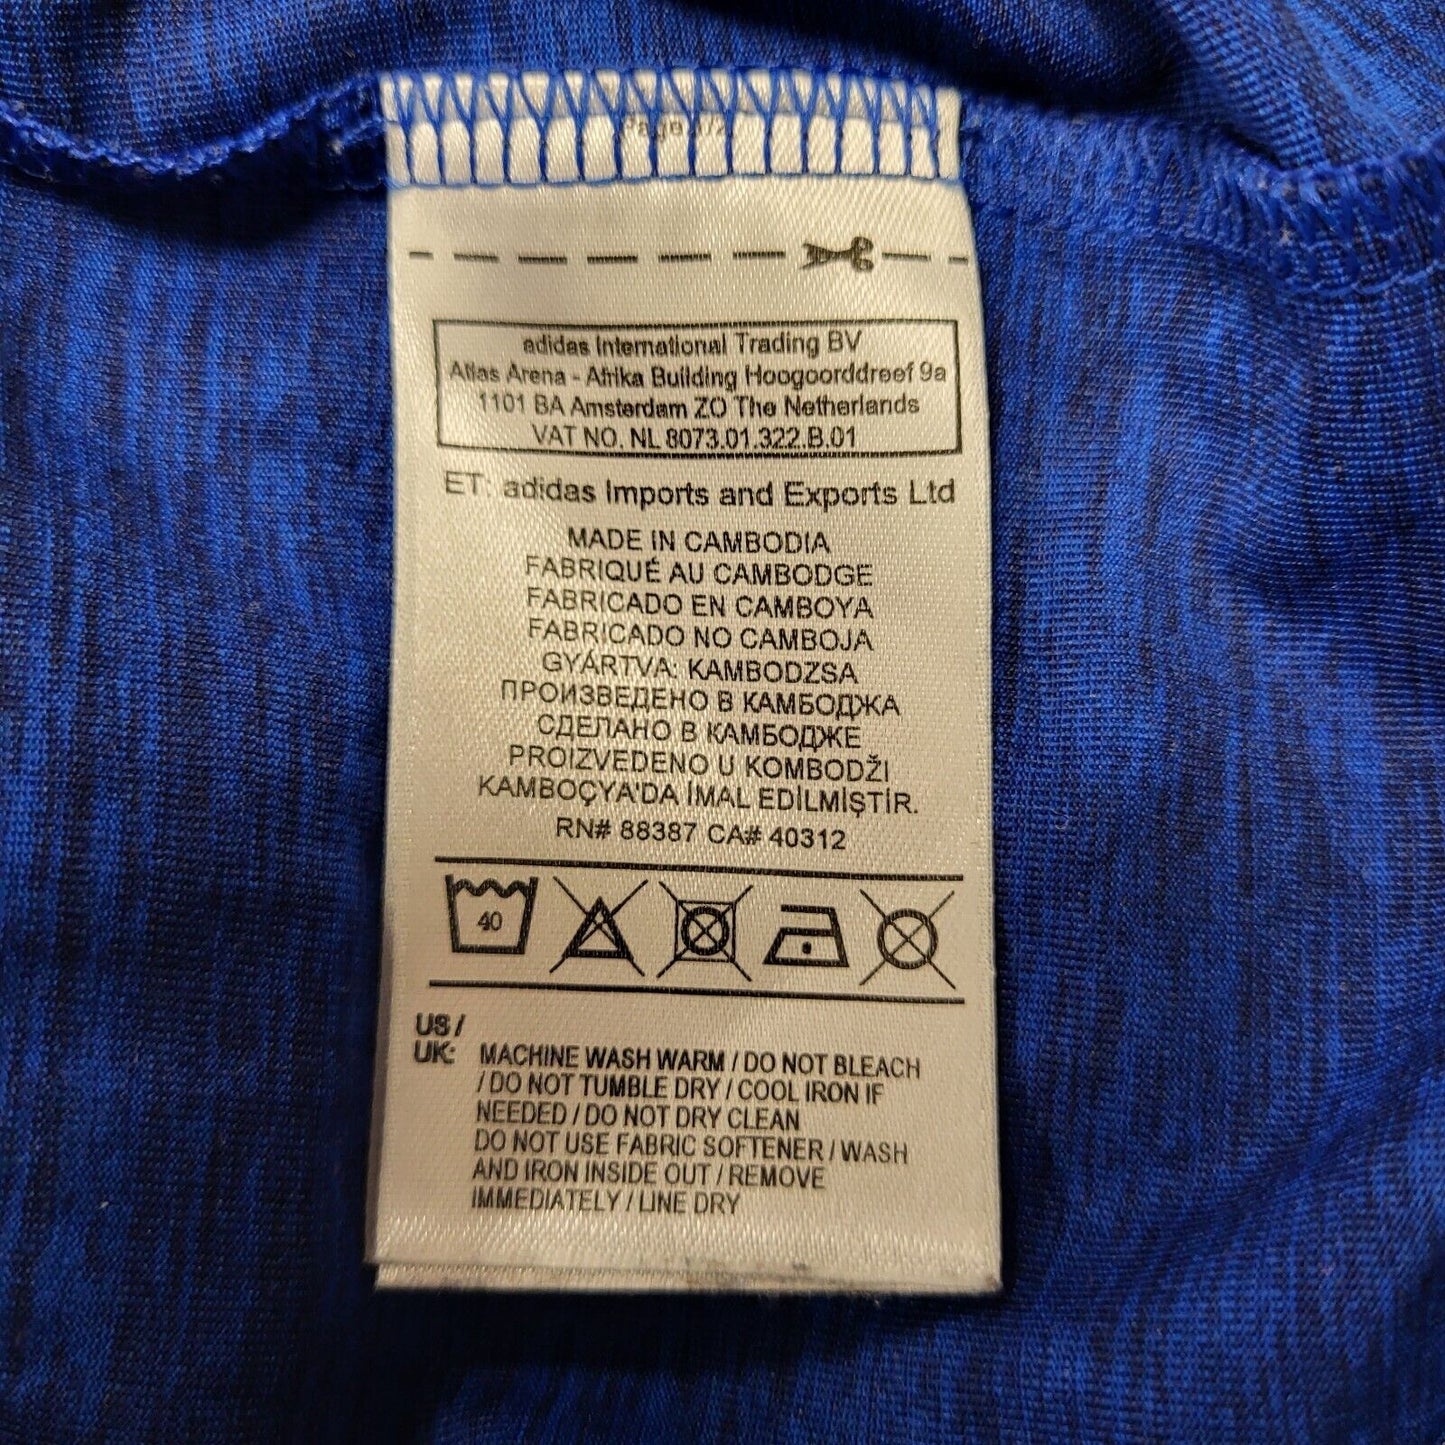 Page
adidas International Trading BV
Atlas Arena - Afrika Building Hoogoorddreef 9a
1101 BA Amsterdam ZO The Netherlands
VAT NO. NL 8073.01.322.B.01
ET: adidas Imports and Exports Ltd
MADE IN CAMBODIA
FABRIQUÉ AU CAMBODGE
FABRICADO EN CAMBOYA
FABRICADO NO CAMBOJA
GYÁRTVA: KAMBODZSA
ПРОИЗВЕДЕНО В КАМБОДЖА
СДЕЛАНО В КАМБОДЖЕ
PROIZVEDENO U KOMBODŽI
KAMBOÇYA'DA İMAL EDİLMİŞTİR.
RN# 88387 CA# 40312
40
US /
UK: MACHINE WASH WARM / DO NOT BLEACH
/ DO NOT TUMBLE DRY / COOL IRON IF
NEEDED / DO NOT DRY CLEAN
DO NOT USE FABRIC SOFTENER / WASH
AND IRON INSIDE OUT / REMOVE
IMMEDIATELY / LINE DRY